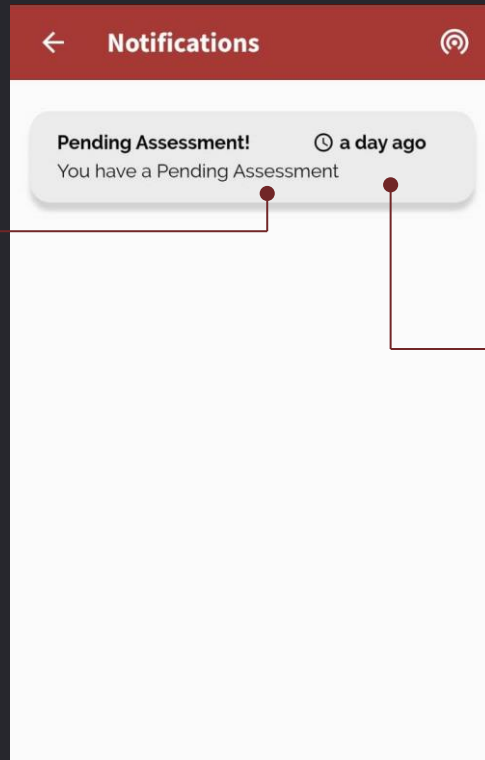 Notifications
Pending Assessment! a day ago
You have a Pending Assessment